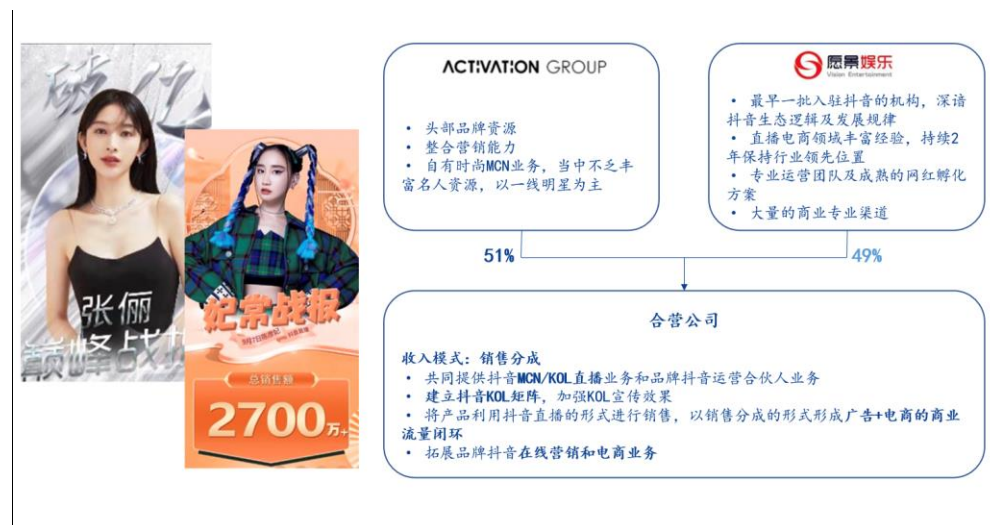 破亿
张俪
巅峰
妃常战报
总销售额
2700万+
ACTIVATION GROUP
• 头部品牌资源
• 整合营销能力
• 自有时尚MCN业务，当中不乏丰
富名人资源，以一线明星为主
愿景娱乐
Vision Entertainment
• 最早一批入驻抖音的机构，深谙
抖音生态逻辑及发展规律
• 直播电商领域丰富经验，持续2
年保持行业领先位置
• 专业运营团队及成熟的网红孵化
方案
• 大量的商业专业渠道
51%
49%
合营公司
收入模式：销售分成
• 共同提供抖音MCN/KOL直播业务和品牌抖音运营合伙人业务
• 建立抖音KOL矩阵，加强KOL宣传效果
• 将产品利用抖音直播的形式进行销售，以销售分成的形式形成广告+电商的商业
流量闭环
• 拓展品牌抖音在线营销和电商业务